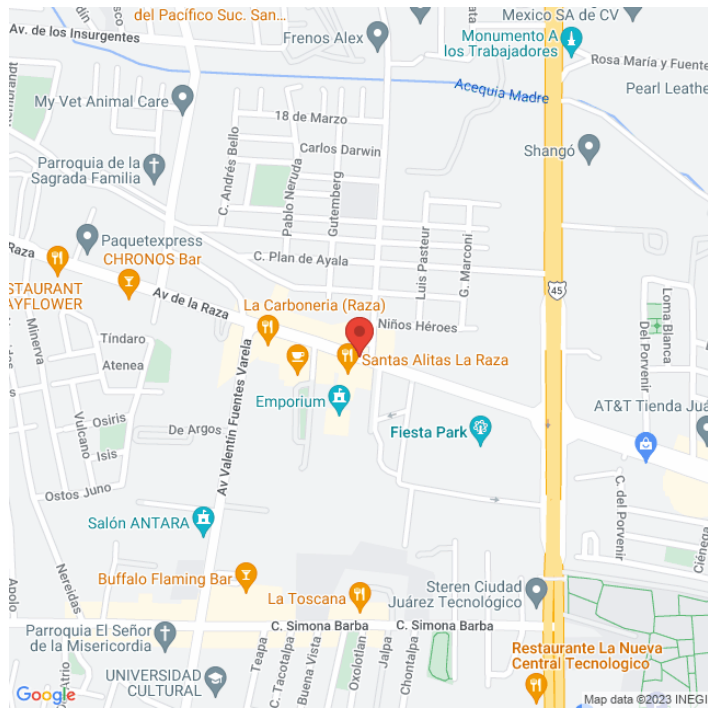 del Pacífico Suc. San...
Av. de los Insurgentes
Frenos Alex
Mexico SA de CV
Monumento A
los Trabajadores
Rosa María y Fuente
Acequia Madre
Pearl Leathe
My Vet Animal Care
18 de Marzo
Carlos Darwin
Shangó
C. Andrés Bello
Pablo Neruda
Gutemberg
Parroquia de la
Sagrada Familia
Paquetexpress
CHRONOS Bar
Raza
C. Plan de Ayala
Luis Pasteur
G. Marconi
45
STAURANT
AYFLOWER
Av de la Raza
La Carboneria (Raza)
Niños Héroes
Loma Blanca
Del Porvenir
Minerva
Tíndaro
Atenea
Santas Alitas La Raza
Emporium
AT&T Tienda Juá
Osiris
Vulcano
Isis
De Argos
Fiesta Park
Av Valentín Fuentes Varela
Ostos Juno
C. del Porvenir
Ciénega
Salón ANTARA
Nereidas
Apolo
Buffalo Flaming Bar
La Toscana
Steren Ciudad
Juárez Tecnológico
C. Simona Barba
C. Simona Barba
Parroquia El Señor
de la Misericordia
Teapa
C. Tacotalpa
Buena Vista
Oxolotlan
Jalpa
Chontalpa
Restaurante La Nueva
Central Tecnologico
UNIVERSIDAD
CULTURAL
Google
Map data ©2023 INEGI